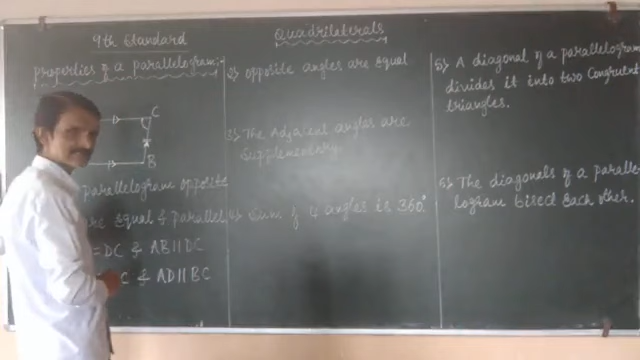 9th Standard
Quadrilaterals
properties of a parallelogram:
C
B
parallelogram opposite
are Equal & parallel
= DC & AB || DC
C & AD || BC
2) opposite angles are equal
3) The Adjacent angles are
Supplementary
4) Sum of 4 angles is 360°
5) A diagonal of a parallelogram
divides it into two Congruent
triangles.
6) The diagonals of a paralle-
logram bisect Each other.